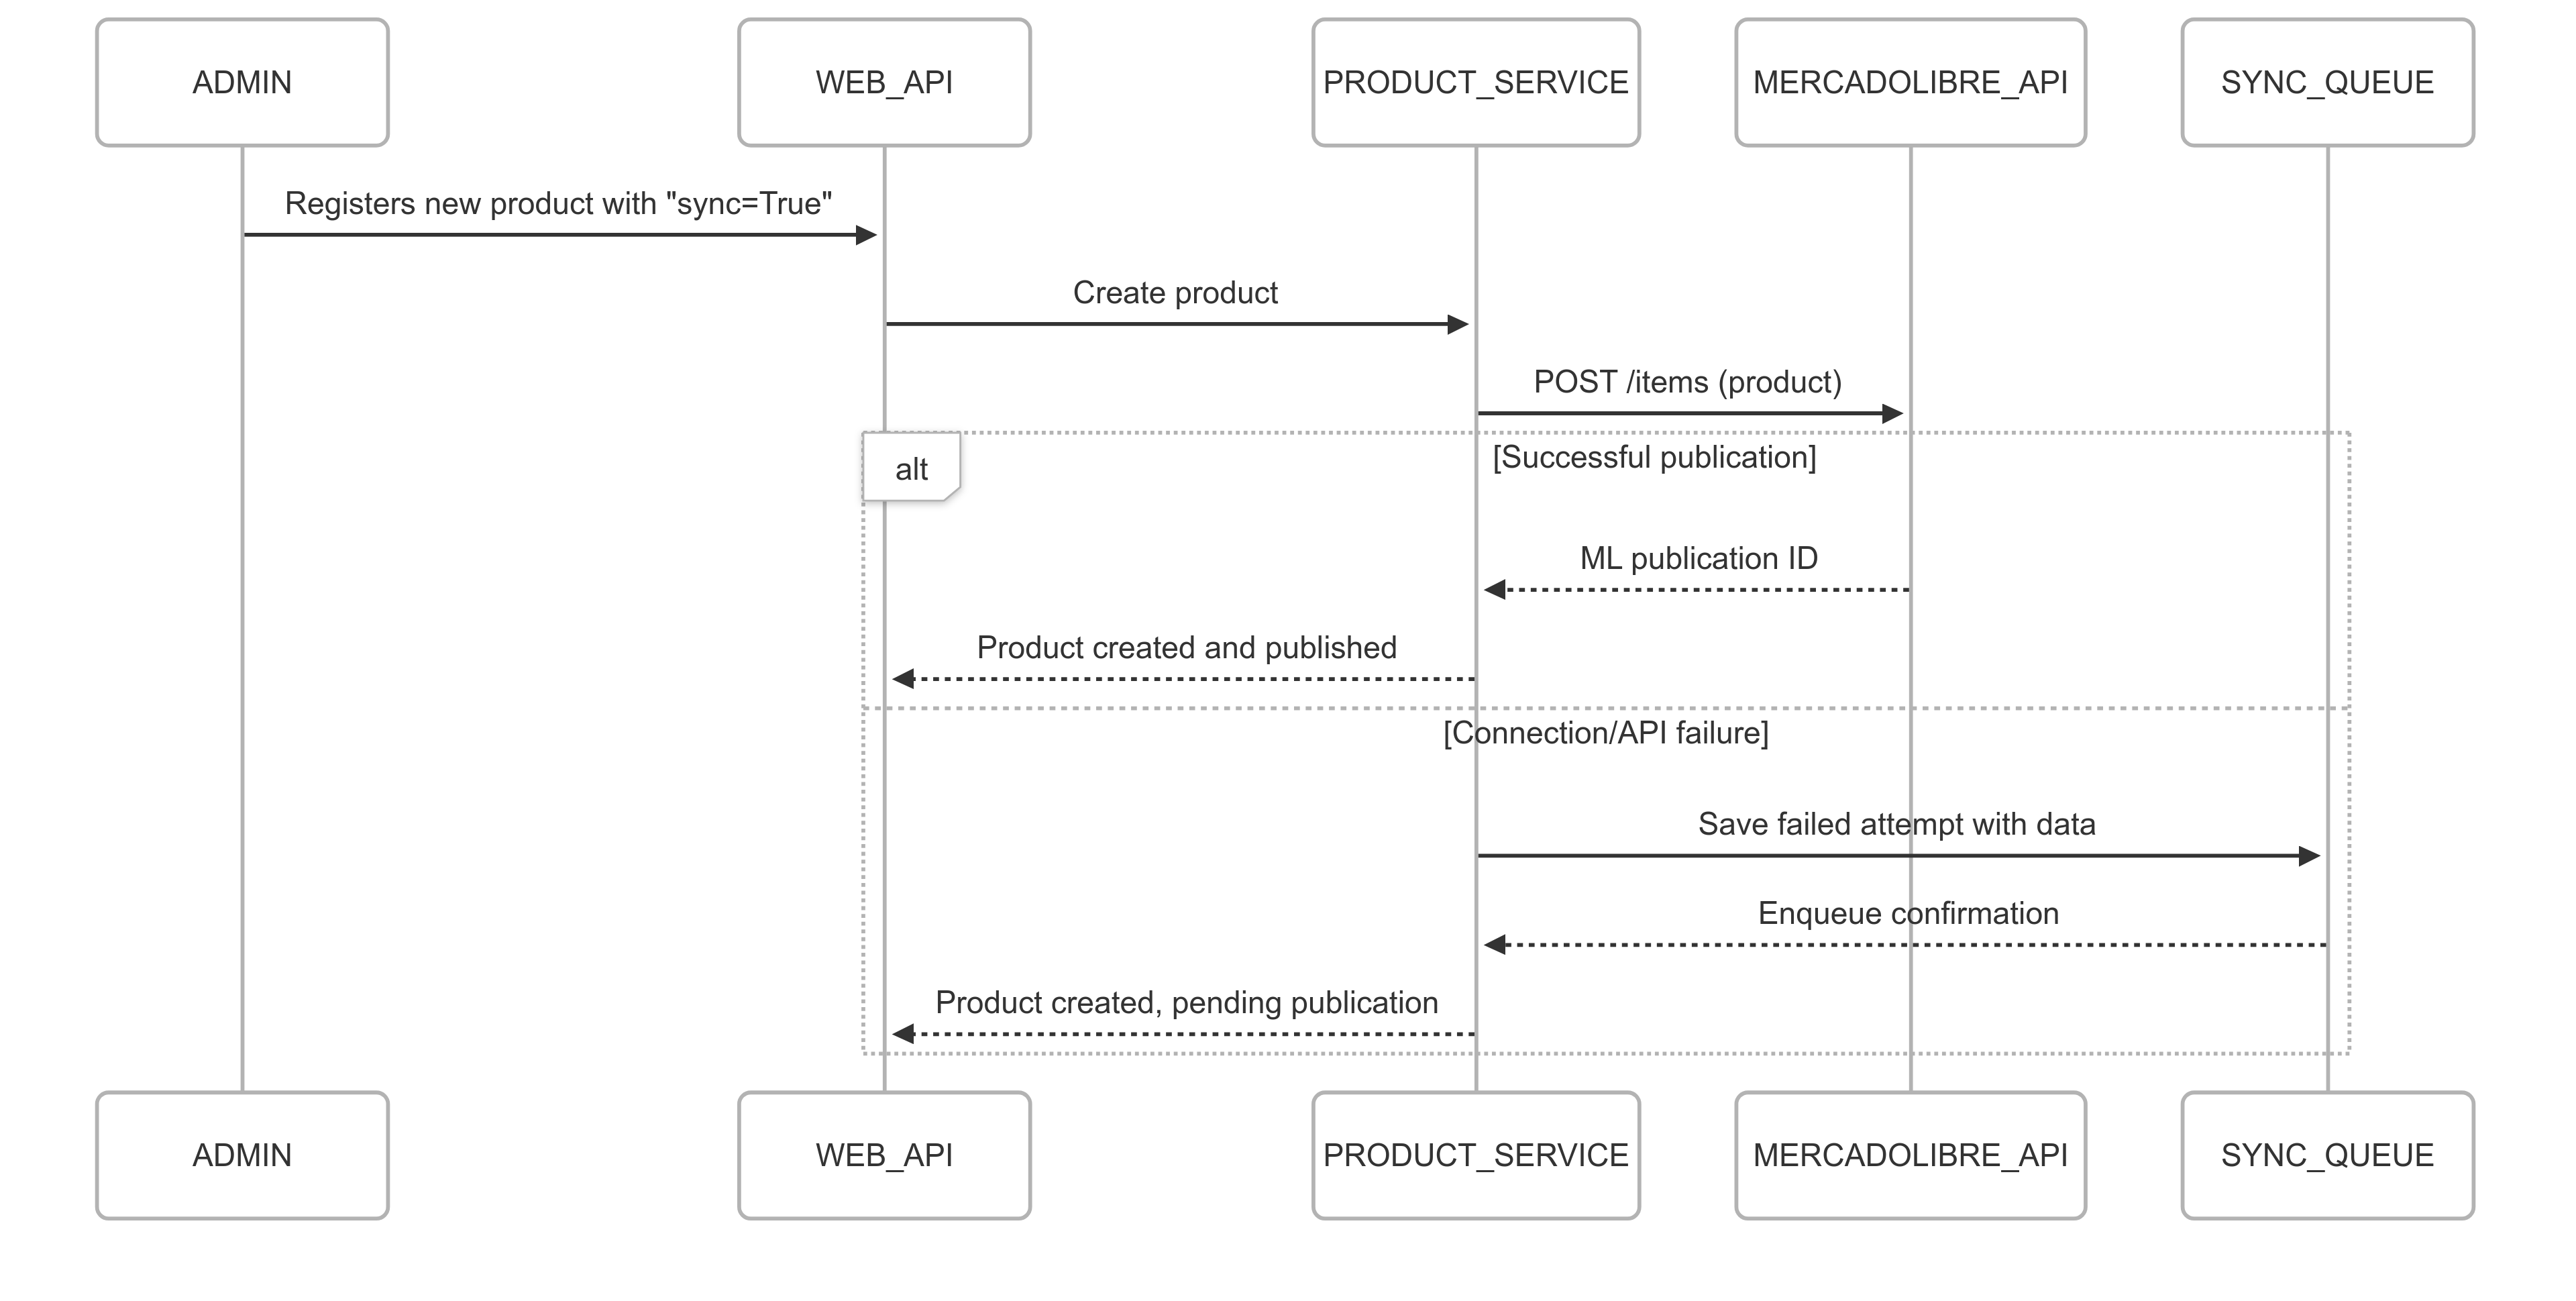 ADMIN
WEB_API
PRODUCT_SERVICE
MERCADOLIBRE_API
SYNC_QUEUE
Registers new product with "sync=True"
Create product
POST /items (product)
alt
[Successful publication]
ML publication ID
Product created and published
[Connection/API failure]
Save failed attempt with data
Enqueue confirmation
Product created, pending publication
ADMIN
WEB_API
PRODUCT_SERVICE
MERCADOLIBRE_API
SYNC_QUEUE